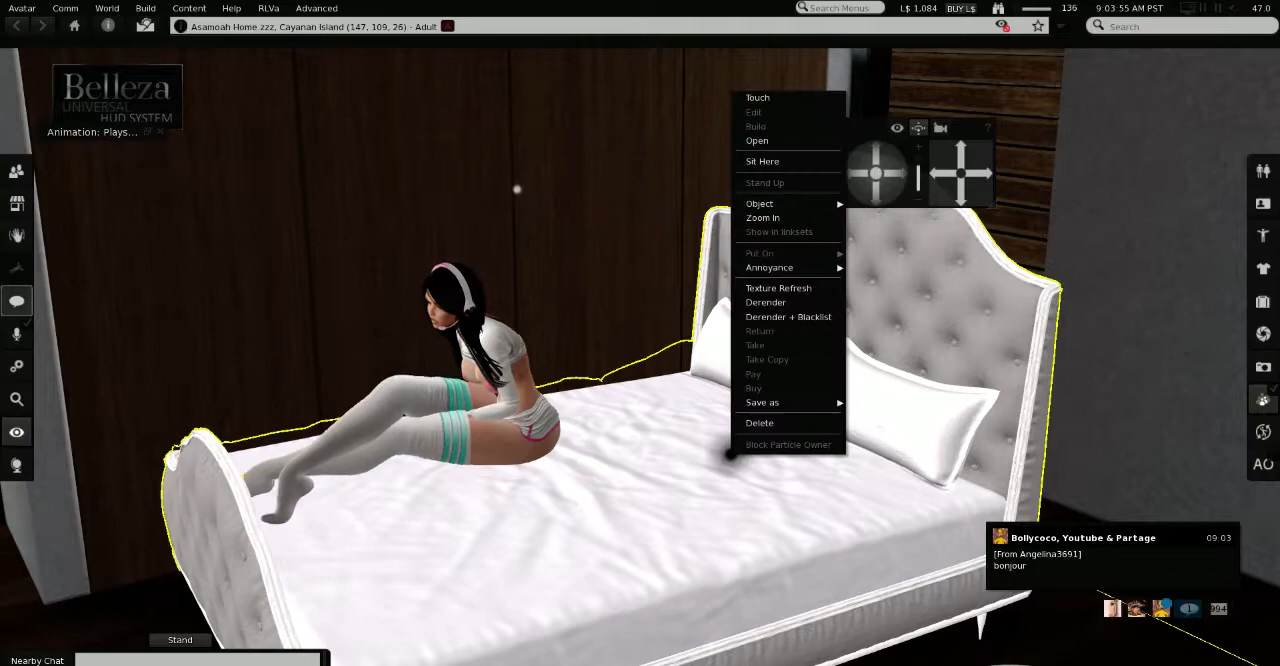 Avatar Comm World Build Content Help RLVa Advanced
Search Menus
L$ 1,084 BUY L$
136
9:03:55 AM PST
47.0
Asamoah Home.zzz, Cayanan Island (147, 109, 26) - Adult
Search
Belleza
UNIVERSAL
HUD SYSTEM
Animation: Plays...
Touch
Edit
Build
Open
Sit Here
Stand Up
Object
Zoom In
Show in linksets
Put On
Annoyance
Texture Refresh
Derender
Derender + Blacklist
Return
Take
Take Copy
Pay
Buy
Save as
Delete
Block Particle Owner
?
AO
Bollycoco, Youtube & Partage 09:03
[From Angelina3691]
bonjour
1
994
Stand
Nearby Chat